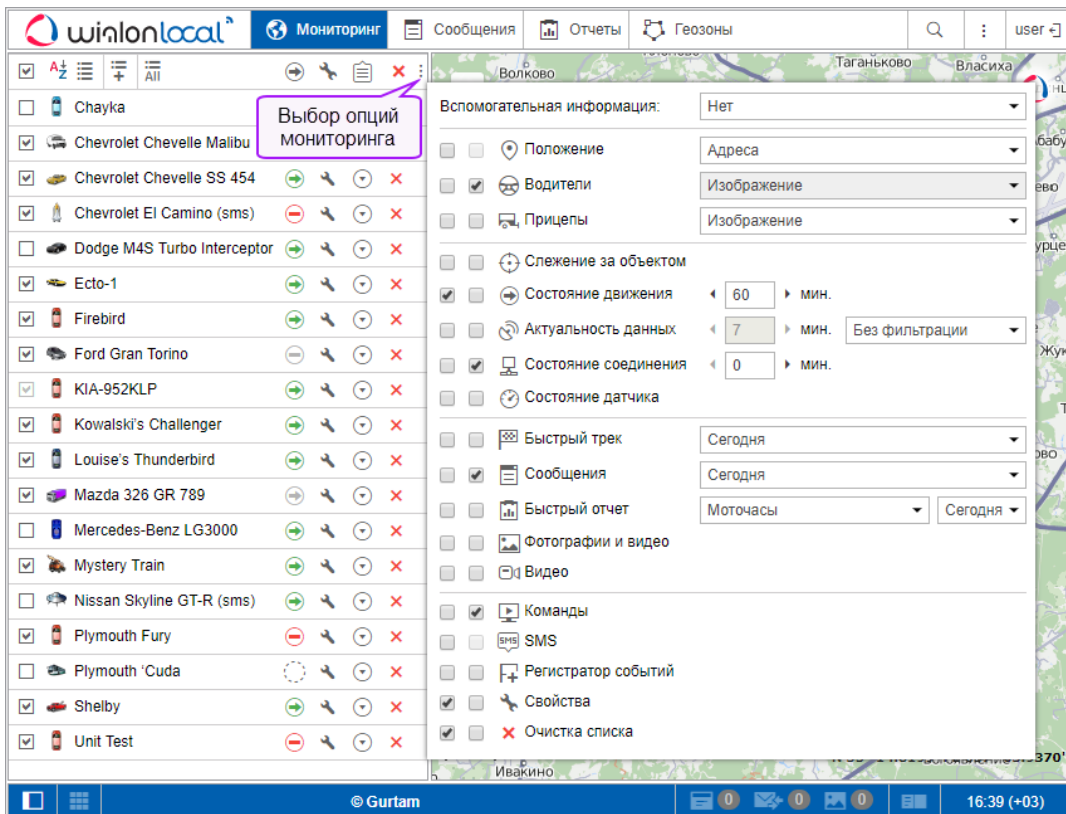 wialon local
Мониторинг
Сообщения
Отчеты
Геозоны
user
Волково
Таганьково
Власиха
Выбор опций
мониторинга
Chayka
Chevrolet Chevelle Malibu
Chevrolet Chevelle SS 454
Chevrolet El Camino (sms)
Dodge M4S Turbo Interceptor
Ecto-1
Firebird
Ford Gran Torino
KIA-952KLP
Kowalski's Challenger
Louise's Thunderbird
Mazda 326 GR 789
Mercedes-Benz LG3000
Mystery Train
Nissan Skyline GT-R (sms)
Plymouth Fury
Plymouth ‘Cuda
Shelby
Unit Test
Вспомогательная информация: Нет
Положение Адреса
Водители Изображение
Прицепы Изображение
Слежение за объектом
Состояние движения 60 мин.
Актуальность данных 7 мин. Без фильтрации
Состояние соединения 0 мин.
Состояние датчика
Быстрый трек Сегодня
Сообщения Сегодня
Быстрый отчет Моточасы Сегодня
Фотографии и видео
Видео
Команды
SMS SMS
Регистратор событий
Свойства
Очистка списка
Ивакино
© Gurtam
0 0 0
16:39 (+03)